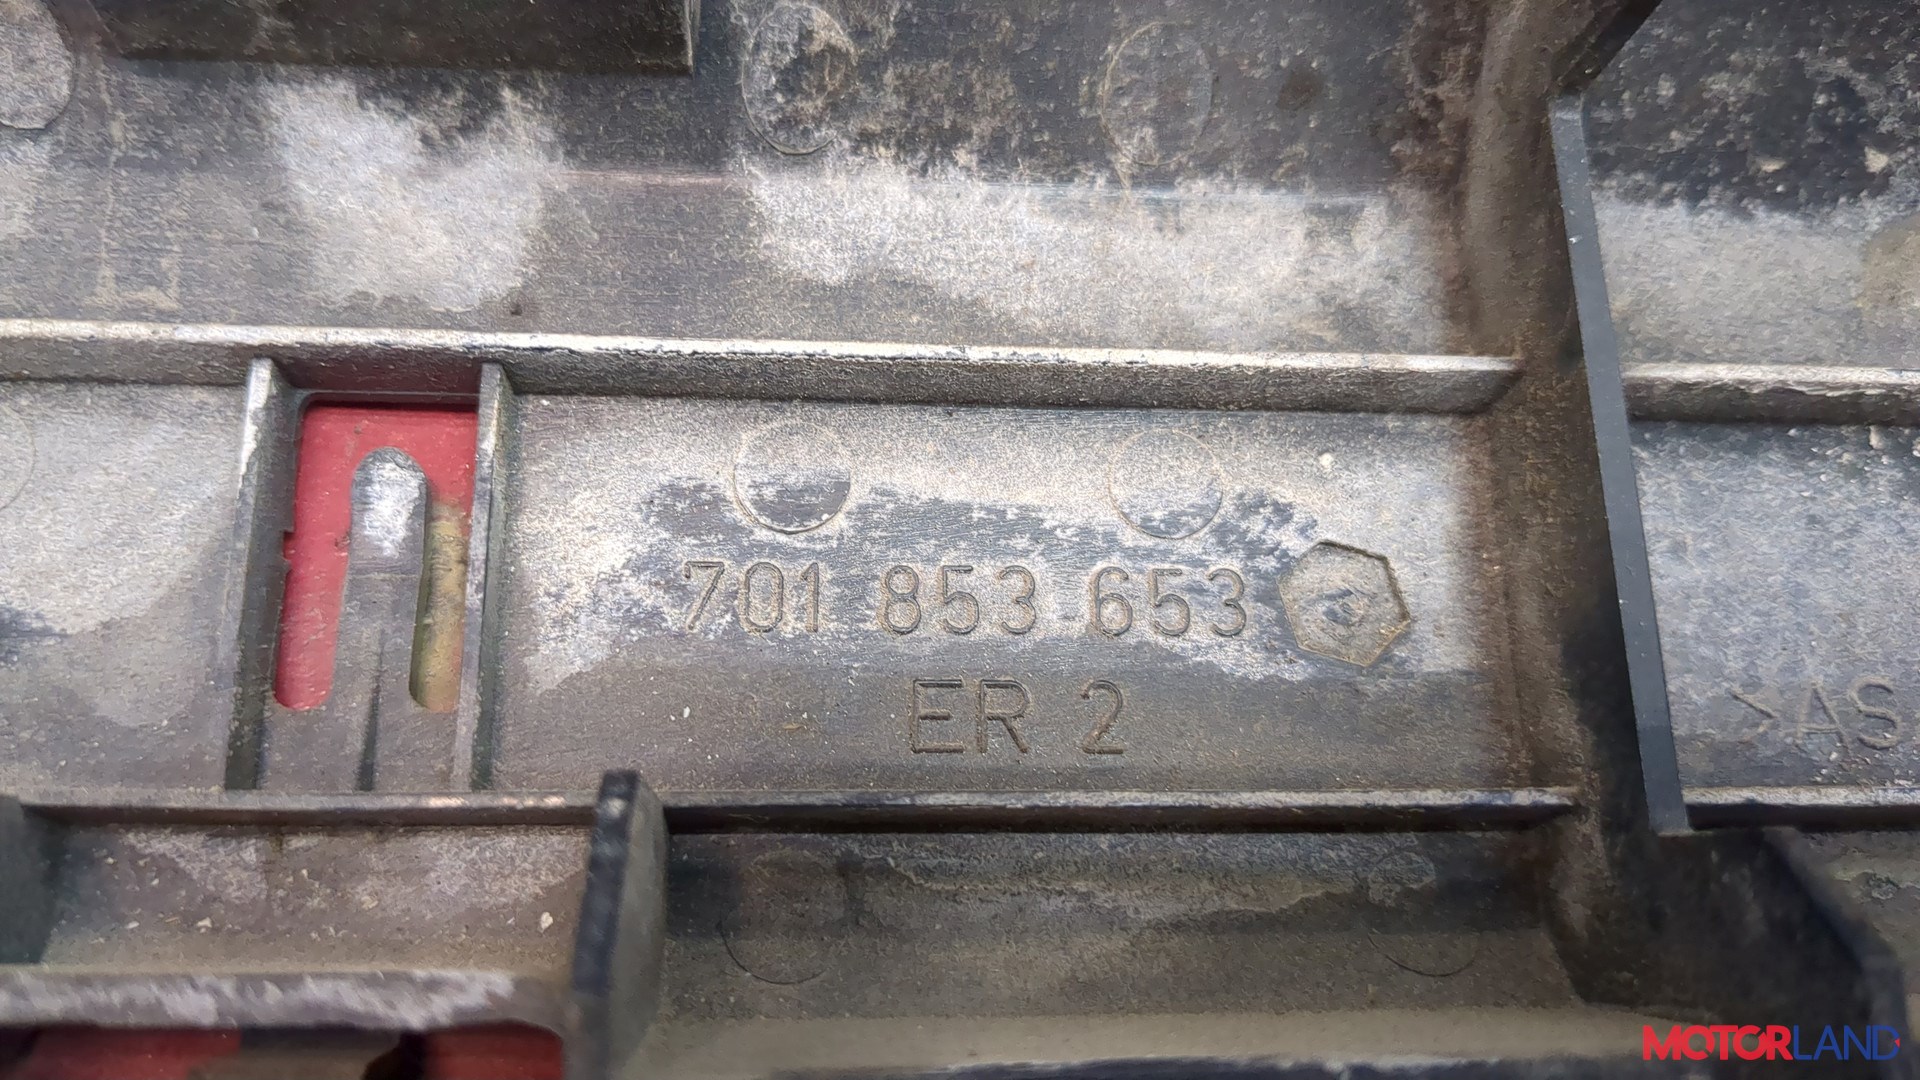 701 853 653
ER 2
>AS
MOTORLAND